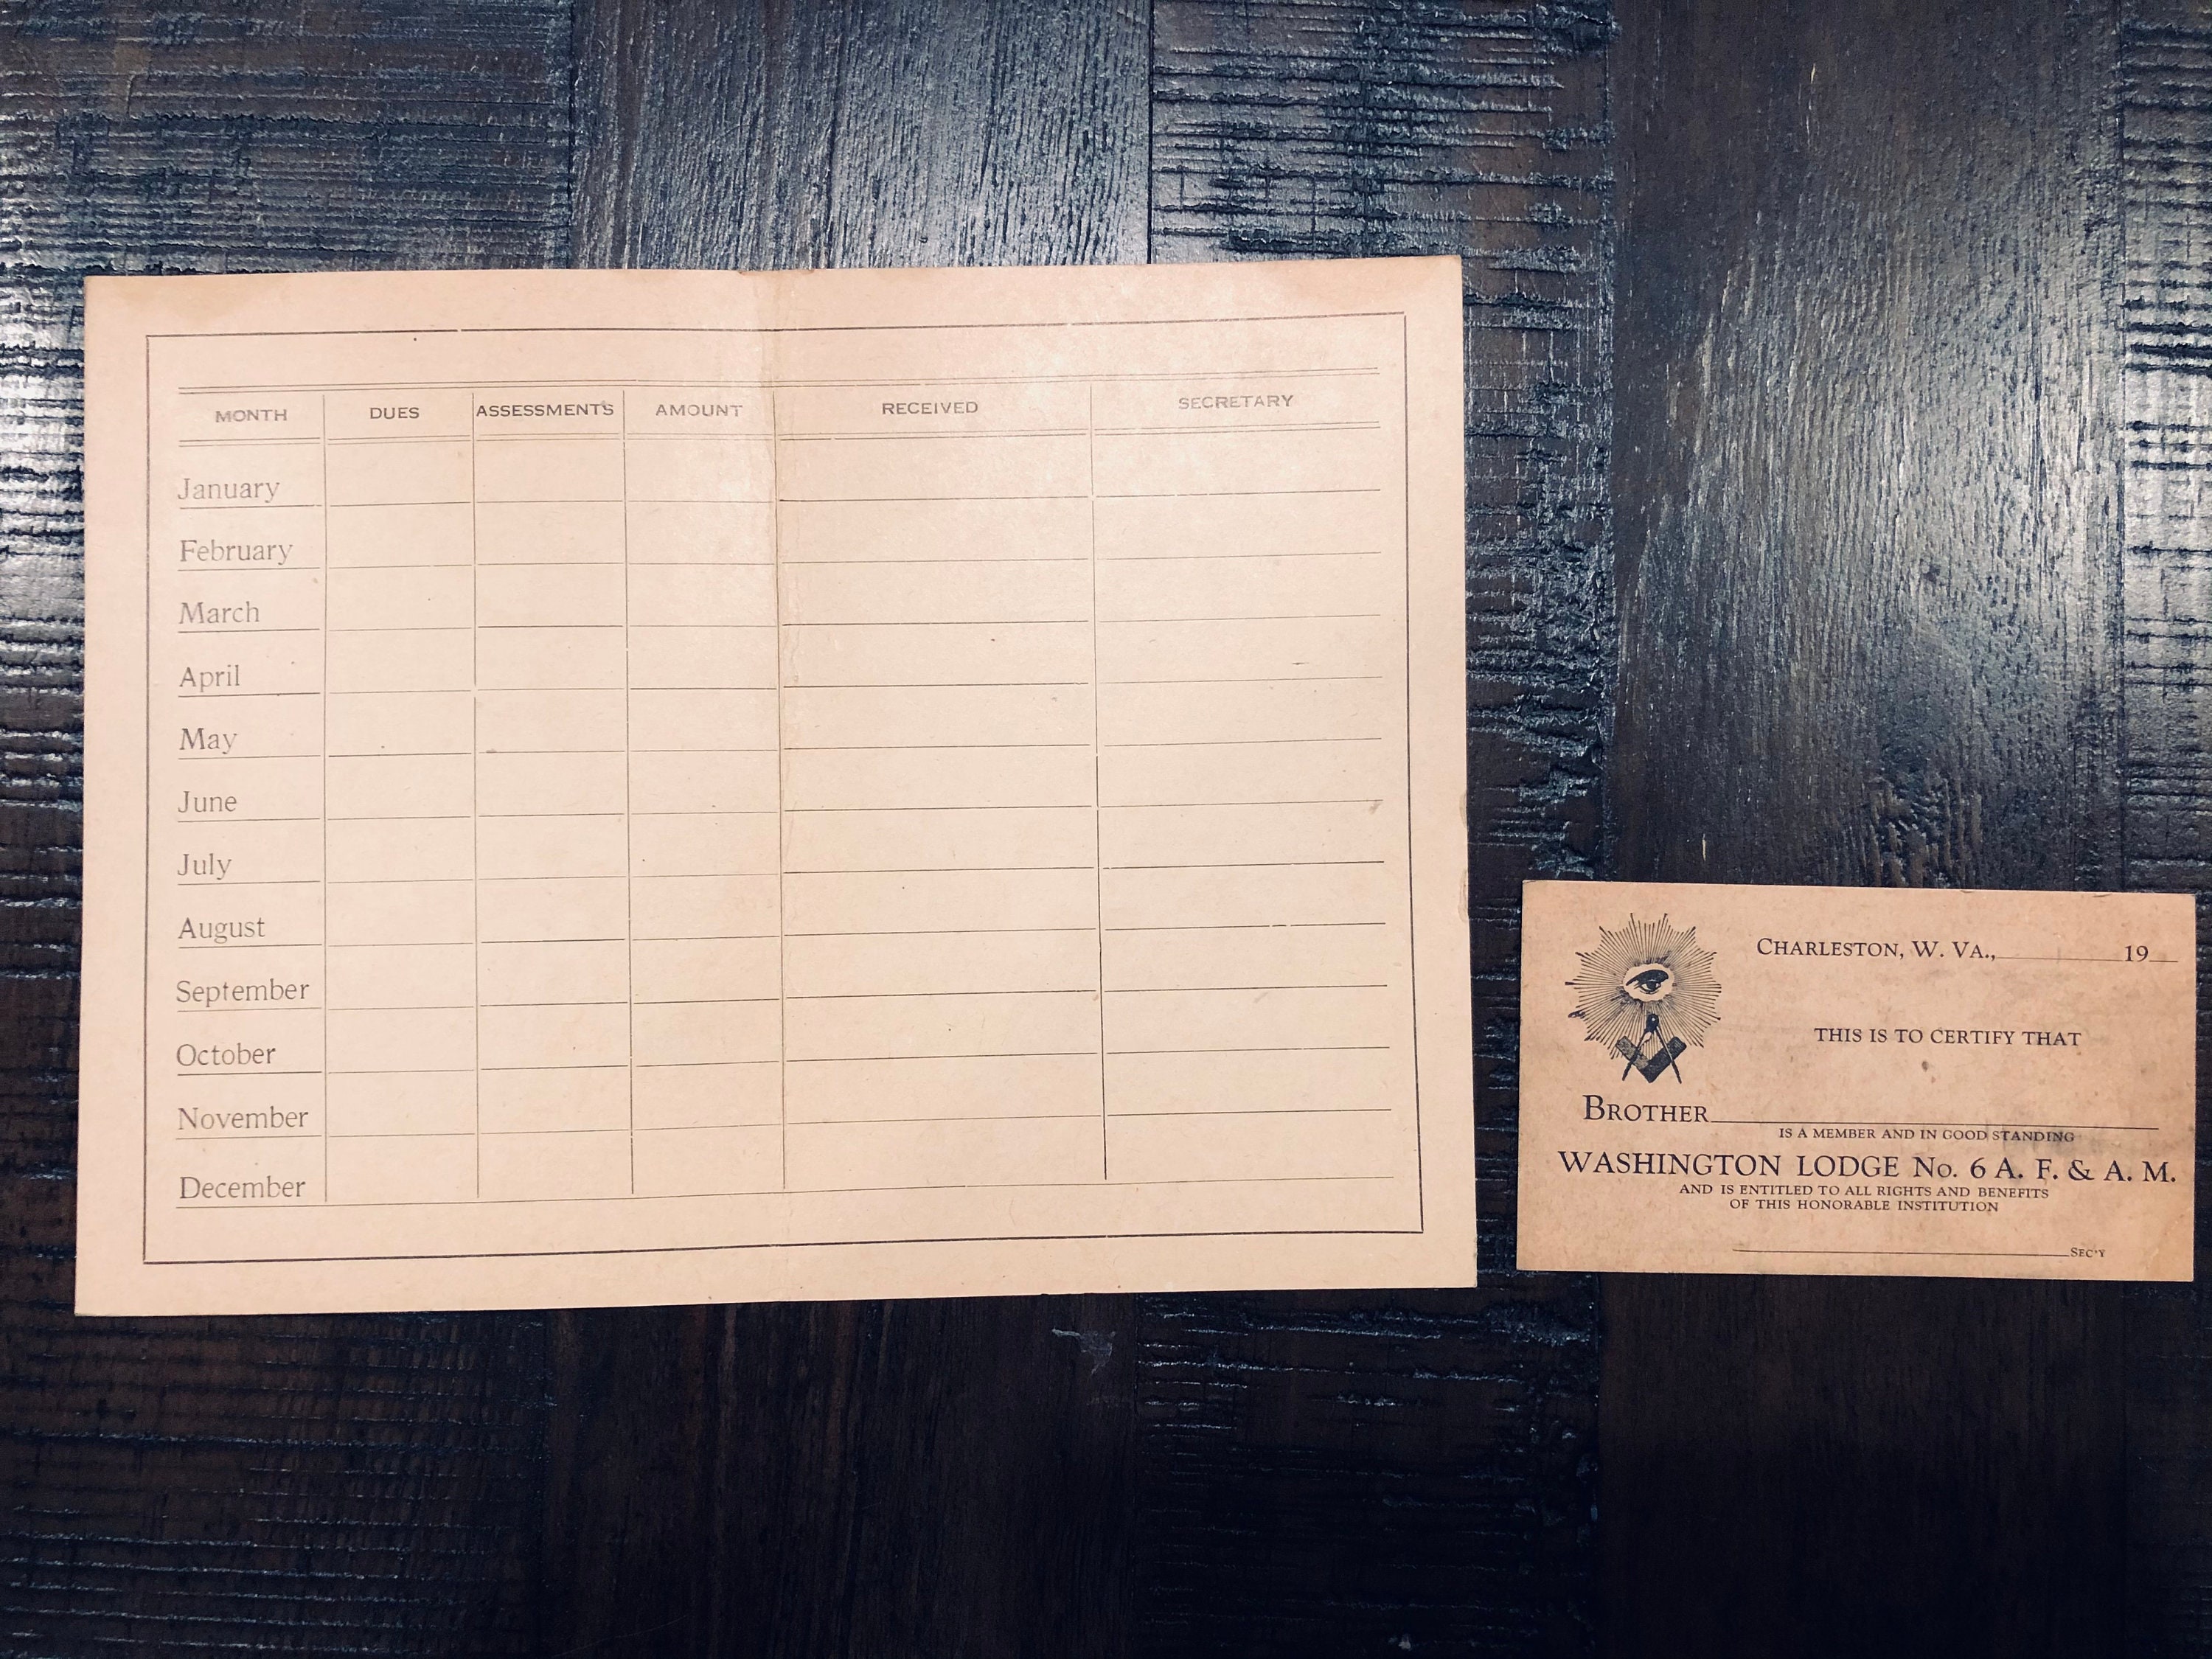 MONTH DUES ASSESSMENTS AMOUNT RECEIVED SECRETARY
January
February
March
April
May
June
July
August
September
October
November
December
CHARLESTON, W. VA., 19
THIS IS TO CERTIFY THAT
BROTHER
IS A MEMBER AND IN GOOD STANDING
WASHINGTON LODGE No. 6 A. F. & A. M.
AND IS ENTITLED TO ALL RIGHTS AND BENEFITS
OF THIS HONORABLE INSTITUTION
SEC'Y